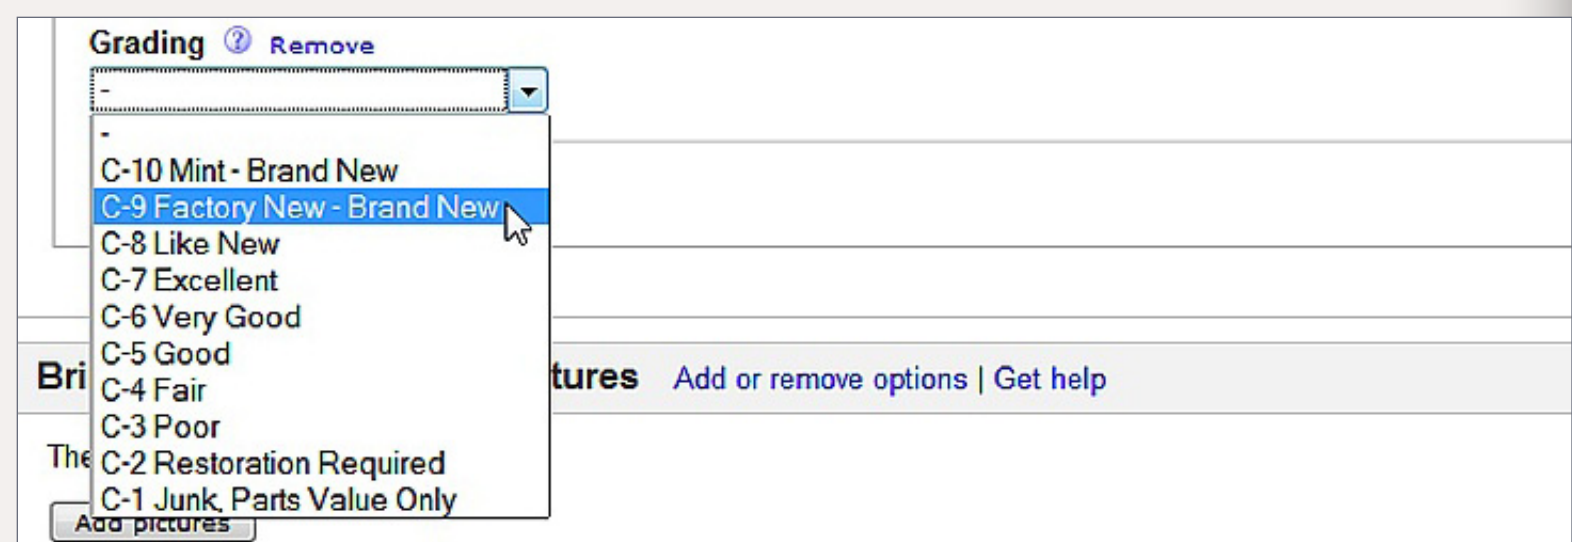 Grading ? Remove
-
-
C-10 Mint - Brand New
C-9 Factory New - Brand New
C-8 Like New
C-7 Excellent
C-6 Very Good
C-5 Good
Bri tures Add or remove options | Get help
C-4 Fair
C-3 Poor
The
C-2 Restoration Required
C-1 Junk, Parts Value Only
Add pictures